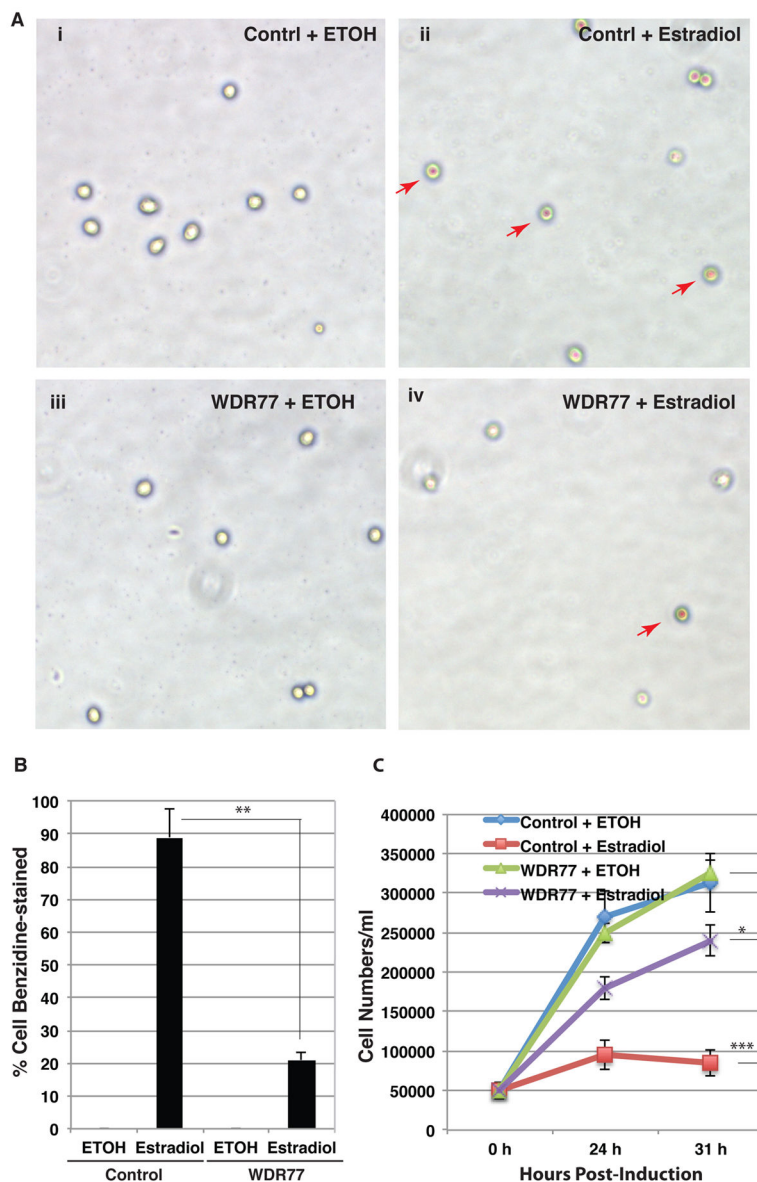 A
i Contrl + ETOH
ii Contrl + Estradiol
iii WDR77 + ETOH
iv WDR77 + Estradiol
B
% Cell Benzidine-stained
100
90
80
70
60
50
40
30
20
10
0
**
ETOH Estradiol ETOH Estradiol
Control WDR77
C
Cell Numbers/ml
400000
350000
300000
250000
200000
150000
100000
50000
0
Control + ETOH
Control + Estradiol
WDR77 + ETOH
WDR77 + Estradiol
*
***
0 h 24 h 31 h
Hours Post-Induction